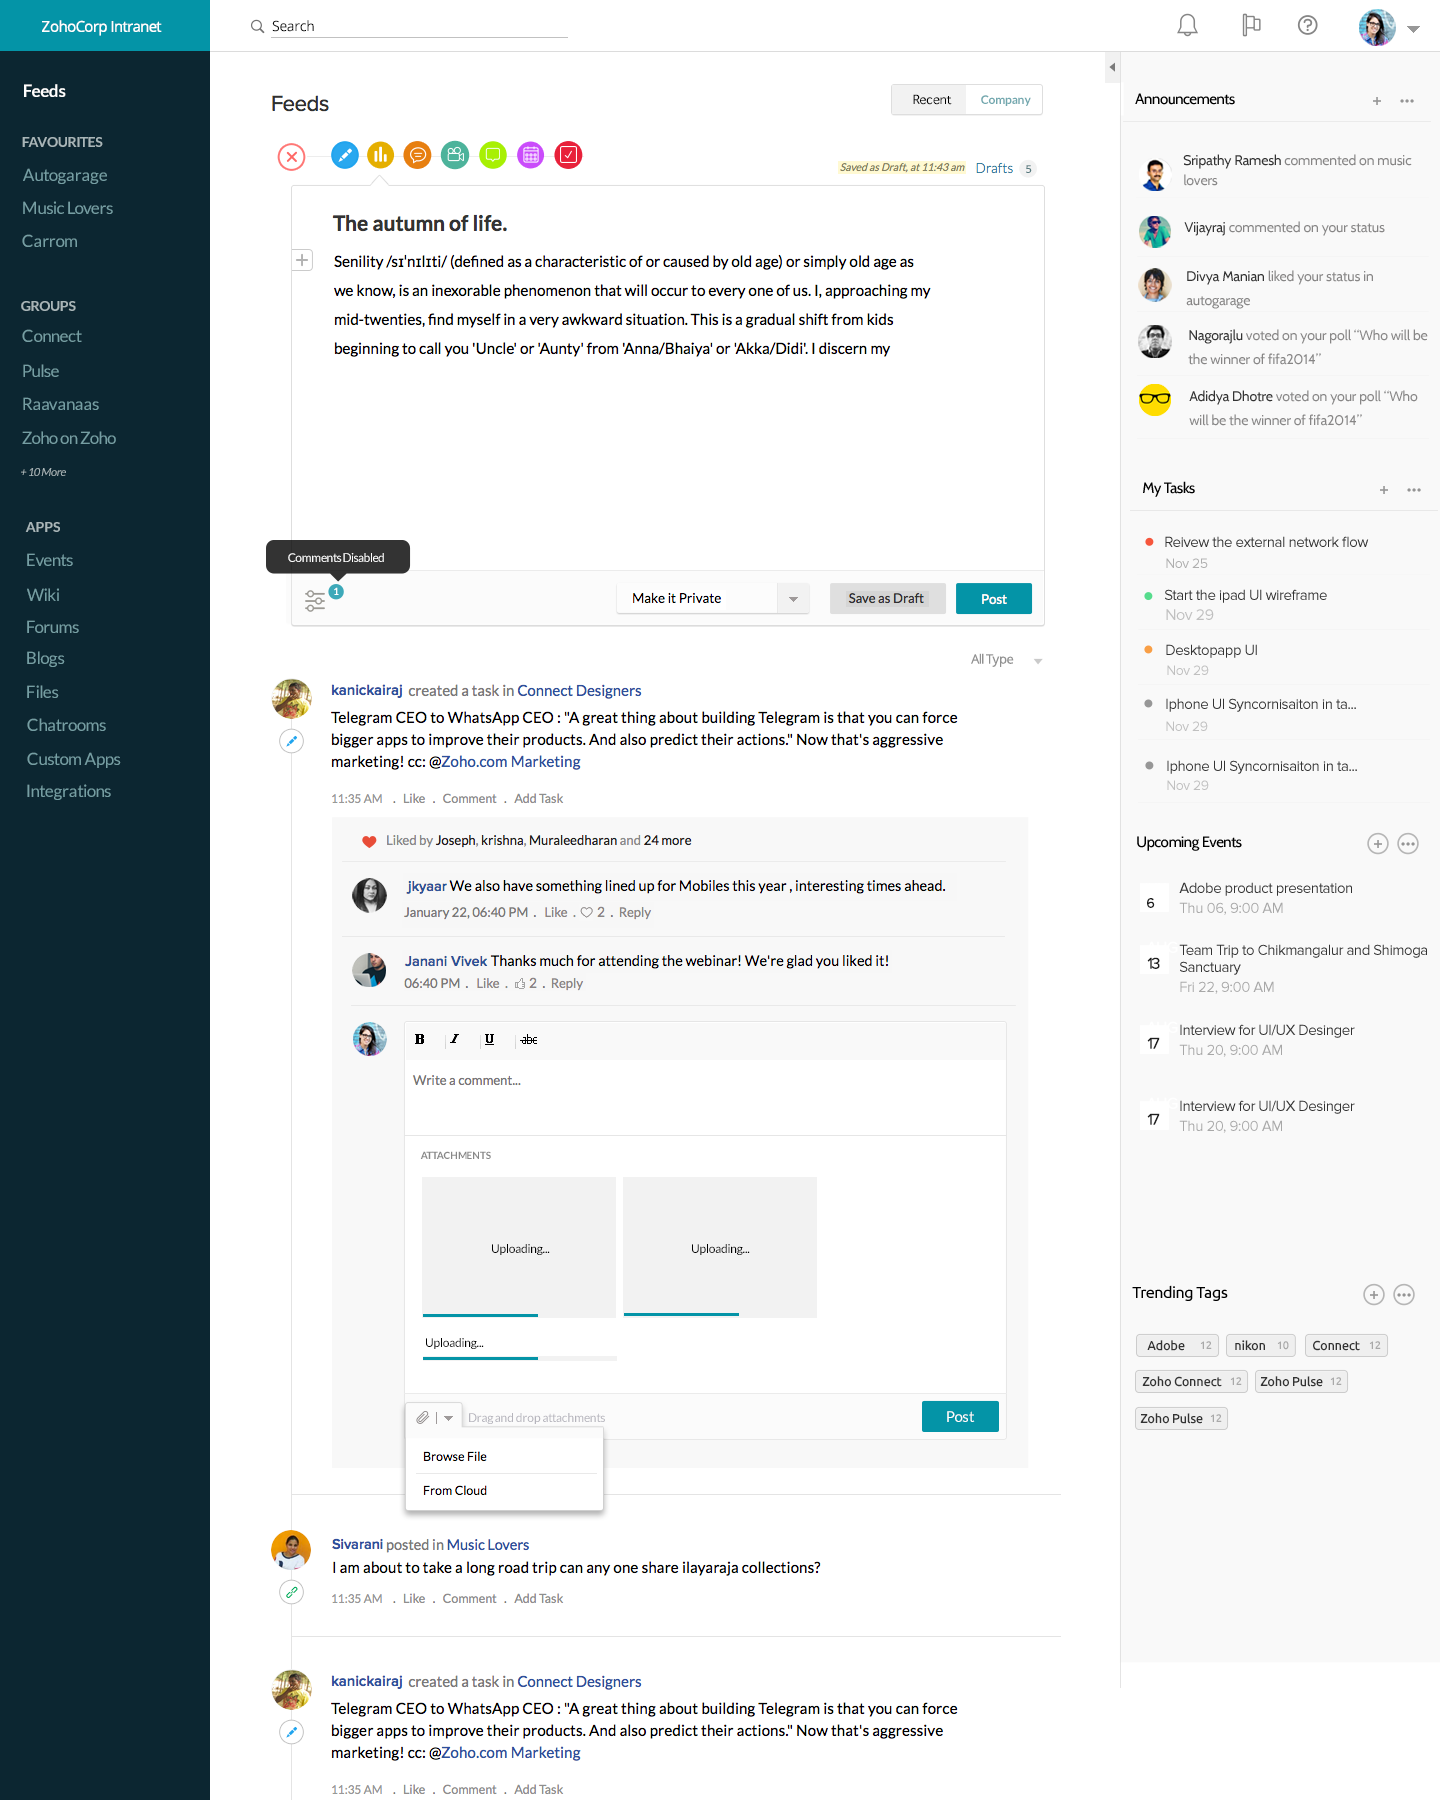 ZohoCorp Intranet
Search
Feeds
FAVOURITES
Autogarage
Music Lovers
Carrom
GROUPS
Connect
Pulse
Raavanaas
Zoho on Zoho
+ 10 More
APPS
Events
Wiki
Forums
Blogs
Files
Chatrooms
Custom Apps
Integrations
Feeds
Recent
Company
Saved as Draft, at 11:43 am
Drafts 5
The autumn of life.
Senility /sɪˈnɪlɪti/ (defined as a characteristic of or caused by old age) or simply old age as
we know, is an inexorable phenomenon that will occur to every one of us. I, approaching my
mid-twenties, find myself in a very awkward situation. This is a gradual shift from kids
beginning to call you 'Uncle' or 'Aunty' from 'Anna/Bhaiya' or 'Akka/Didi'. I discern my
Comments Disabled
1
Make it Private
Save as Draft
Post
All Type
kanickairaj created a task in Connect Designers
Telegram CEO to WhatsApp CEO : "A great thing about building Telegram is that you can force
bigger apps to improve their products. And also predict their actions." Now that's aggressive
marketing! cc: @Zoho.com Marketing
11:35 AM . Like . Comment . Add Task
Liked by Joseph, krishna, Muraleedharan and 24 more
jkyaar We also have something lined up for Mobiles this year , interesting times ahead.
January 22, 06:40 PM . Like . 2 . Reply
Janani Vivek Thanks much for attending the webinar! We're glad you liked it!
06:40 PM . Like . 2 . Reply
B I U abc
Write a comment...
ATTACHMENTS
Uploading...
Uploading...
Uploading...
Drag and drop attachments
Post
Browse File
From Cloud
Sivarani posted in Music Lovers
I am about to take a long road trip can any one share ilayaraja collections?
11:35 AM . Like . Comment . Add Task
kanickairaj created a task in Connect Designers
Telegram CEO to WhatsApp CEO : "A great thing about building Telegram is that you can force
bigger apps to improve their products. And also predict their actions." Now that's aggressive
marketing! cc: @Zoho.com Marketing
11:35 AM . Like . Comment . Add Task
Announcements
Sripathy Ramesh commented on music
lovers
Vijayraj commented on your status
Divya Manian liked your status in
autogarage
Nagorajlu voted on your poll “Who will be
the winner of fifa2014”
Adidya Dhotre voted on your poll “Who
will be the winner of fifa2014”
My Tasks
Reivew the external network flow
Nov 25
Start the ipad UI wireframe
Nov 29
Desktopapp UI
Nov 29
Iphone UI Syncornisaiton in ta...
Nov 29
Iphone UI Syncornisaiton in ta...
Nov 29
Upcoming Events
6
Adobe product presentation
Thu 06, 9:00 AM
13
Team Trip to Chikmangalur and Shimoga
Sanctuary
Fri 22, 9:00 AM
17
Interview for UI/UX Desinger
Thu 20, 9:00 AM
17
Interview for UI/UX Desinger
Thu 20, 9:00 AM
Trending Tags
Adobe 12
nikon 10
Connect 12
Zoho Connect 12
Zoho Pulse 12
Zoho Pulse 12